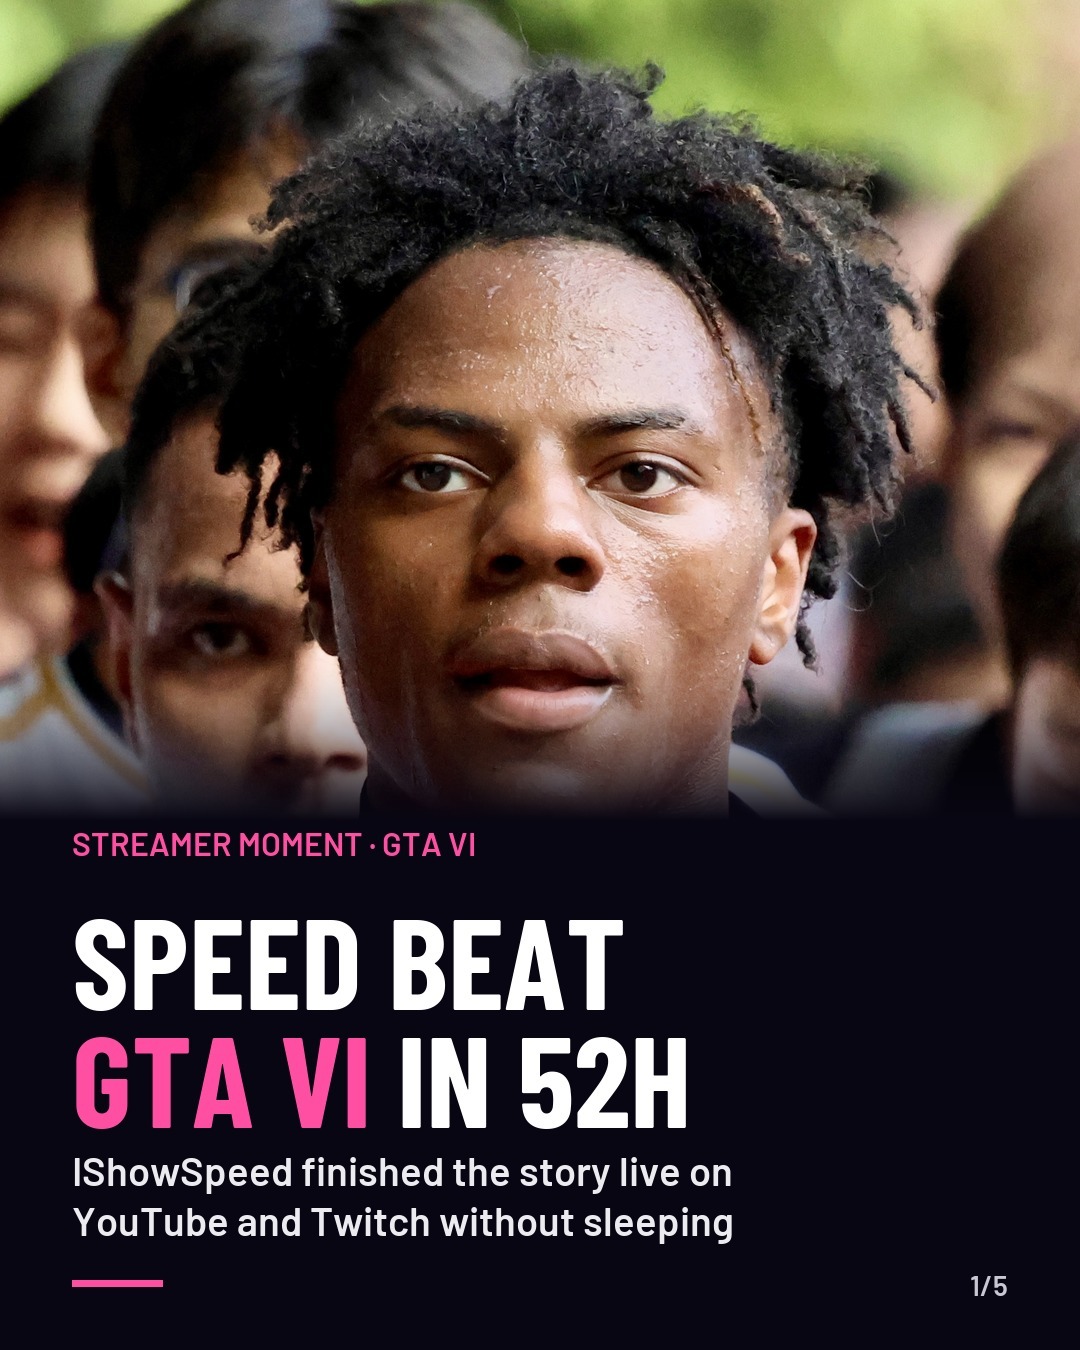 STREAMER MOMENT · GTA VI
SPEED BEAT
GTA VI IN 52H
IShowSpeed finished the story live on
YouTube and Twitch without sleeping
1/5